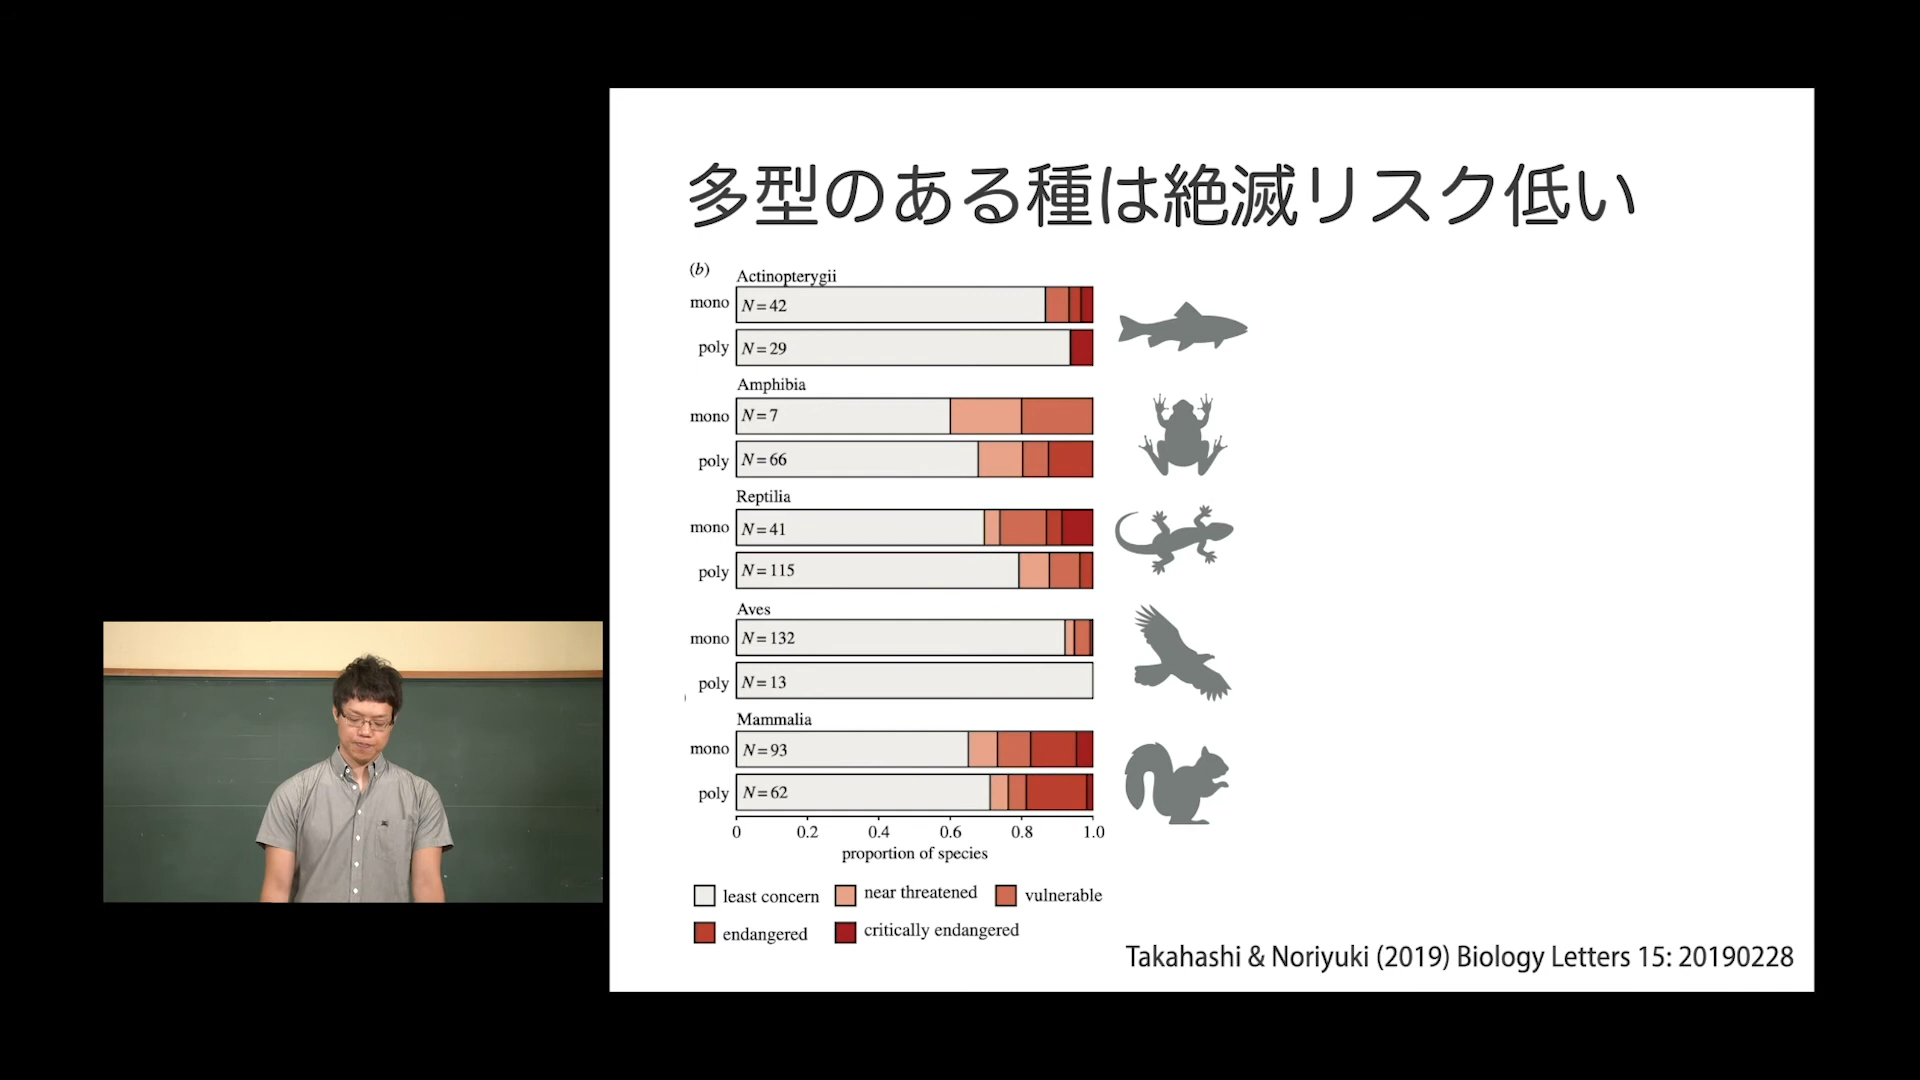 多型のある種は絶滅リスク低い
(b)
Actinopterygii
mono N=42
poly N=29
Amphibia
mono N=7
poly N=66
Reptilia
mono N=41
poly N=115
Aves
mono N=132
poly N=13
Mammalia
mono N=93
poly N=62
0 0.2 0.4 0.6 0.8 1.0
proportion of species
least concern near threatened vulnerable
endangered critically endangered
Takahashi & Noriyuki (2019) Biology Letters 15: 20190228